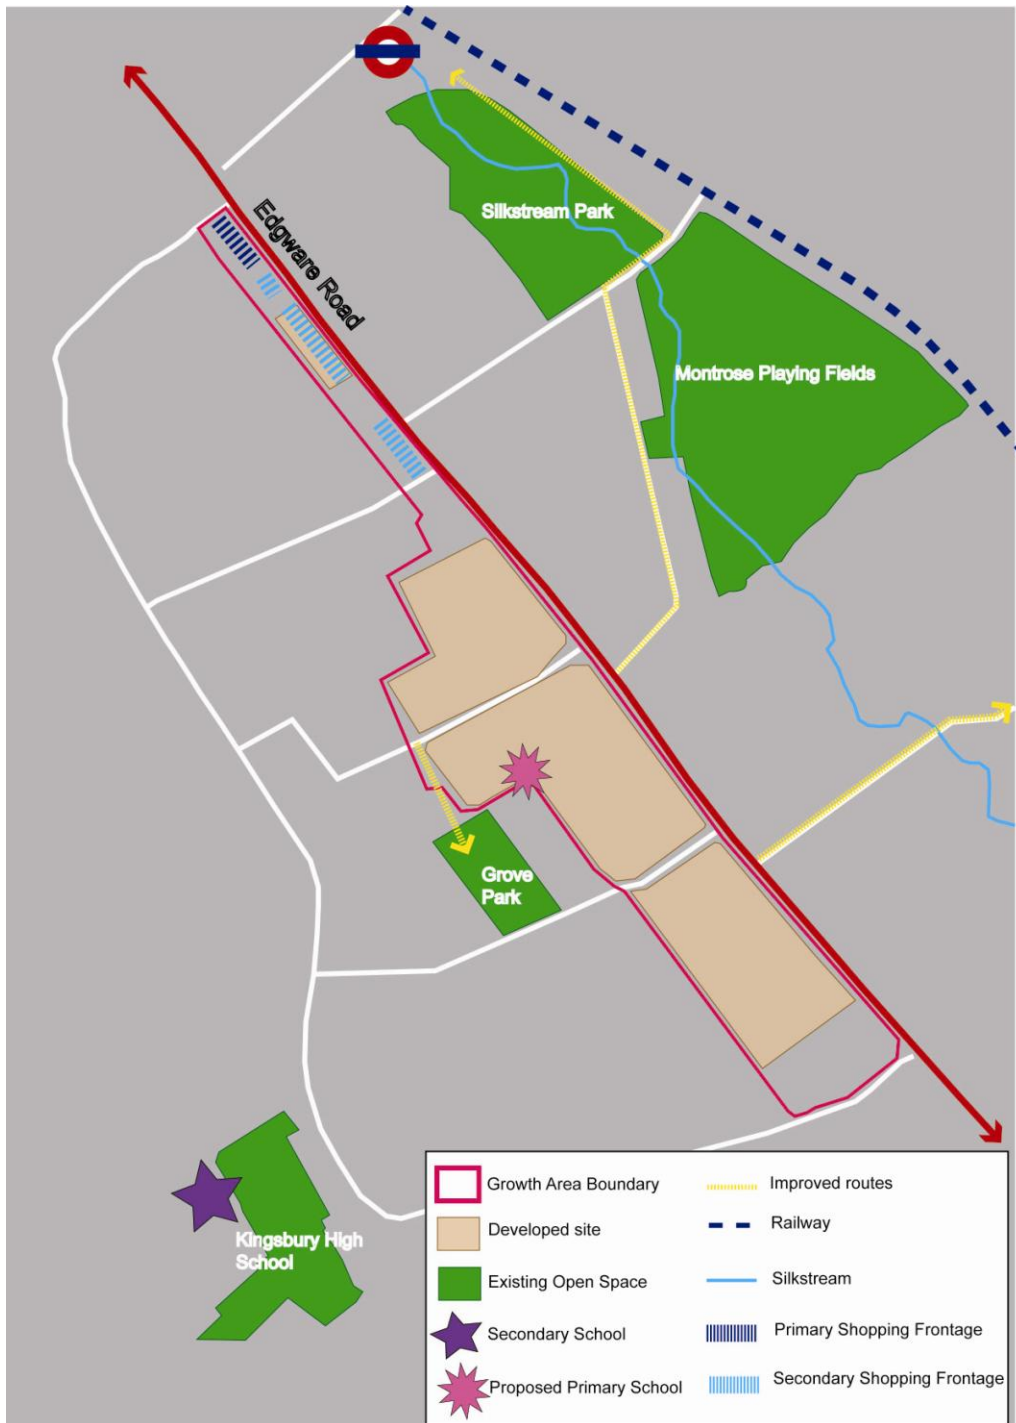 Edgware Road
Silkstream Park
Montrose Playing Fields
Grove
Park
Kingsbury High
School
Growth Area Boundary
Developed site
Existing Open Space
Secondary School
Proposed Primary School
Improved routes
Railway
Silkstream
Primary Shopping Frontage
Secondary Shopping Frontage